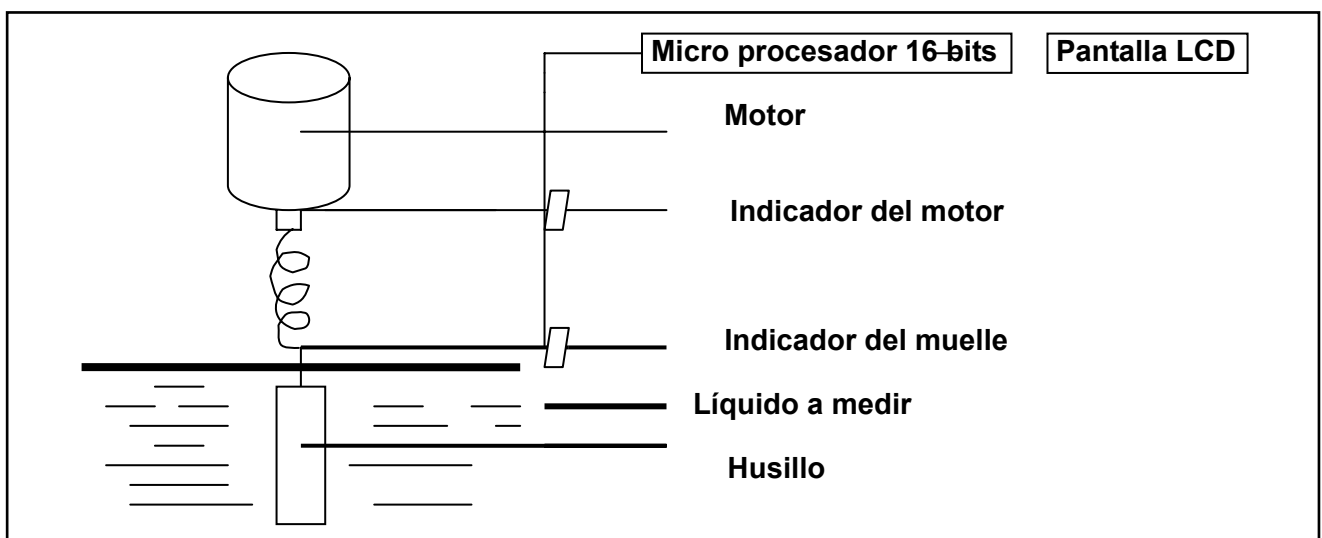 Micro procesador 16 bits
Pantalla LCD
Motor
Indicador del motor
Indicador del muelle
Líquido a medir
Husillo